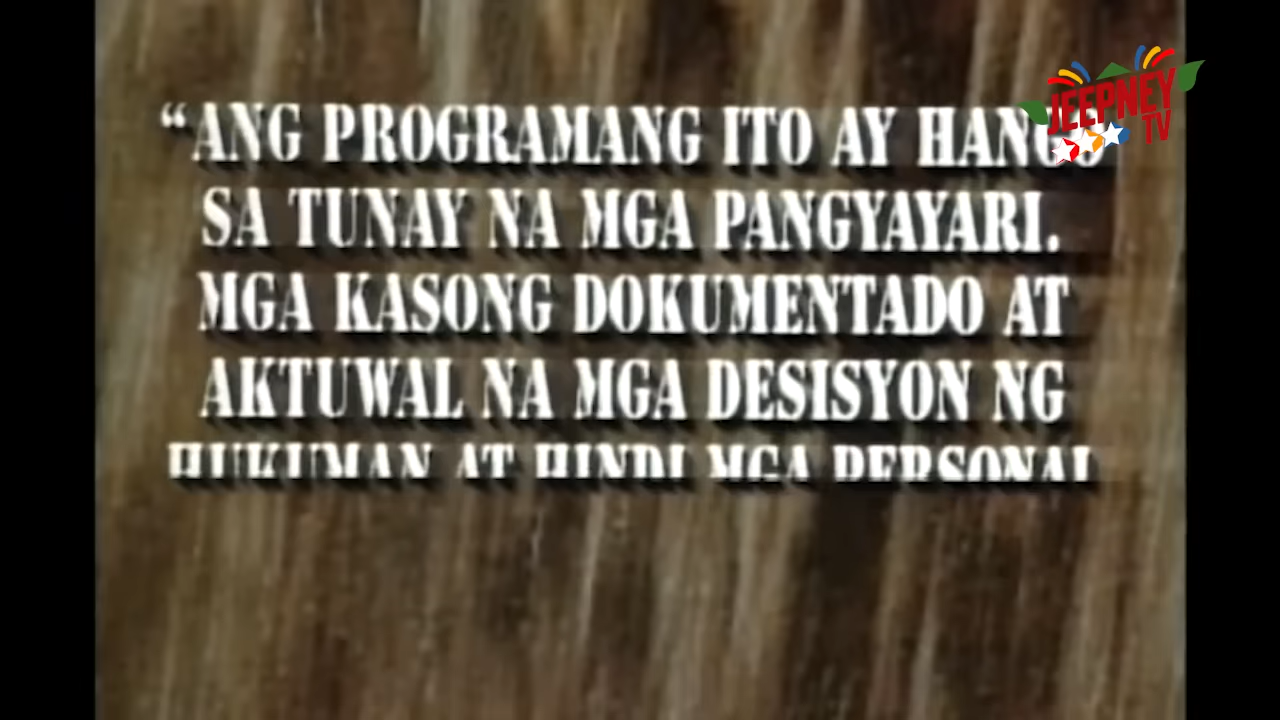 “ANG PROGRAMANG ITO AY HANGO
SA TUNAY NA MGA PANGYAYARI.
MGA KASONG DOKUMENTADO AT
AKTUWAL NA MGA DESISYON NG
HUKUMAN AT HINDI MGA PERSONAL
JEEPNEY
TV